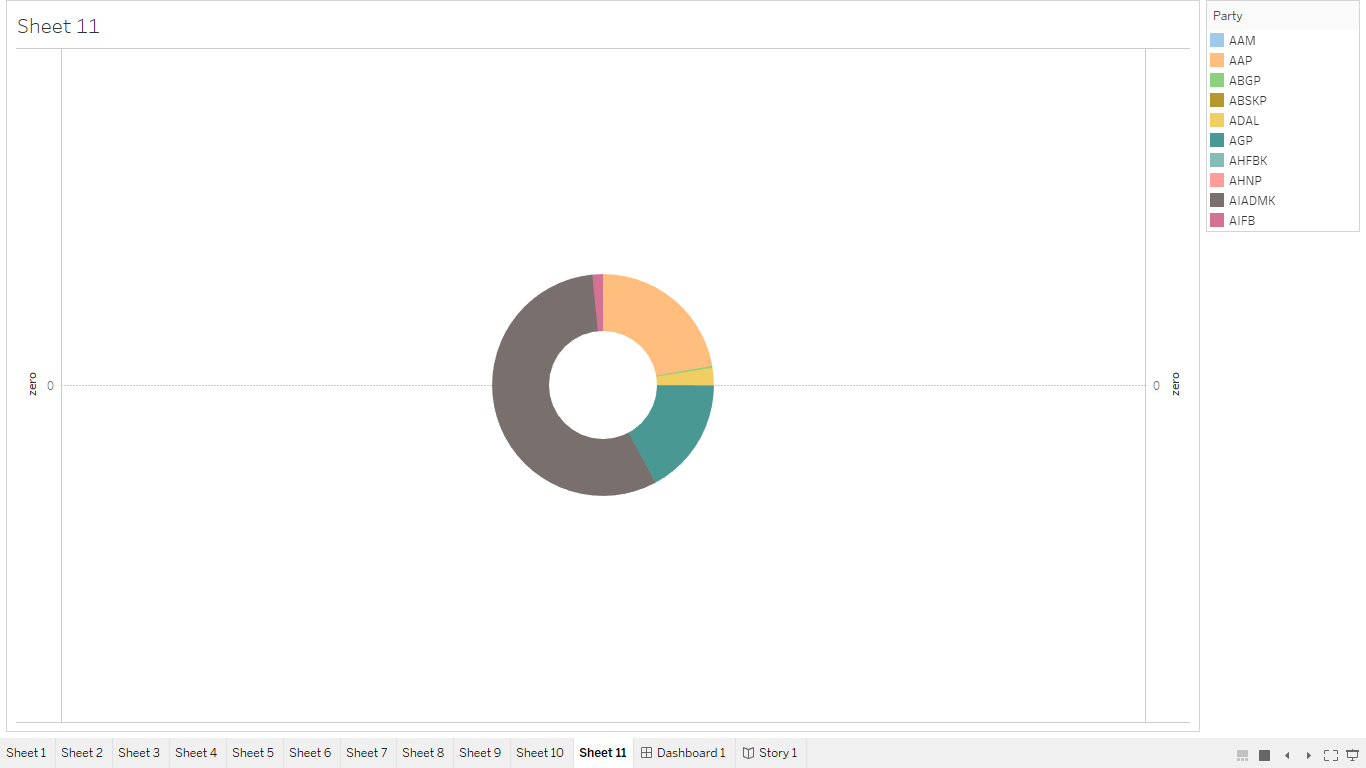 Sheet 11
Party
AAM
AAP
ABGP
ABSKP
ADAL
AGP
AHFBK
AHNP
AIADMK
AIFB
zero
0
0
zero
Sheet 1 Sheet 2 Sheet 3 Sheet 4 Sheet 5 Sheet 6 Sheet 7 Sheet 8 Sheet 9 Sheet 10 Sheet 11 Dashboard 1 Story 1